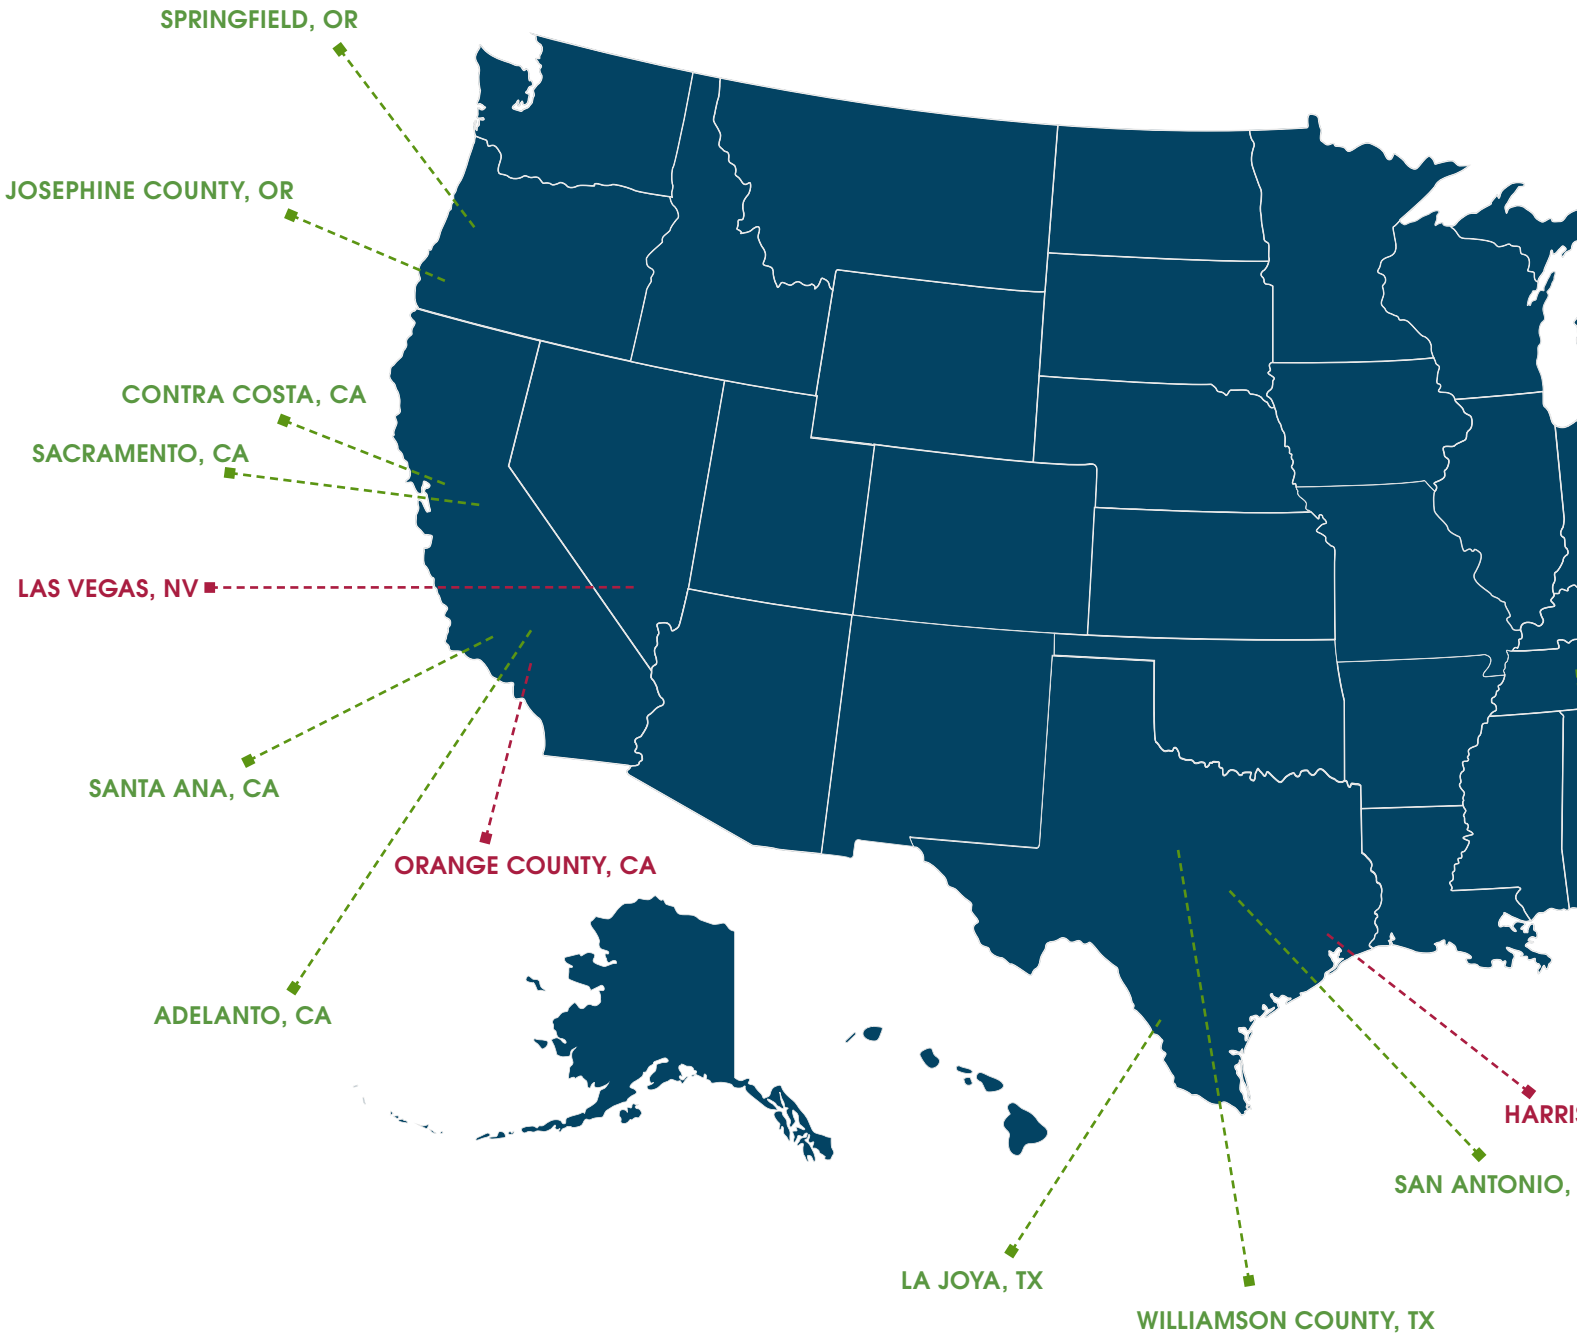 SPRINGFIELD, OR
JOSEPHINE COUNTY, OR
CONTRA COSTA, CA
SACRAMENTO, CA
LAS VEGAS, NV
SANTA ANA, CA
ORANGE COUNTY, CA
ADELANTO, CA
HARRIS
SAN ANTONIO,
LA JOYA, TX
WILLIAMSON COUNTY, TX